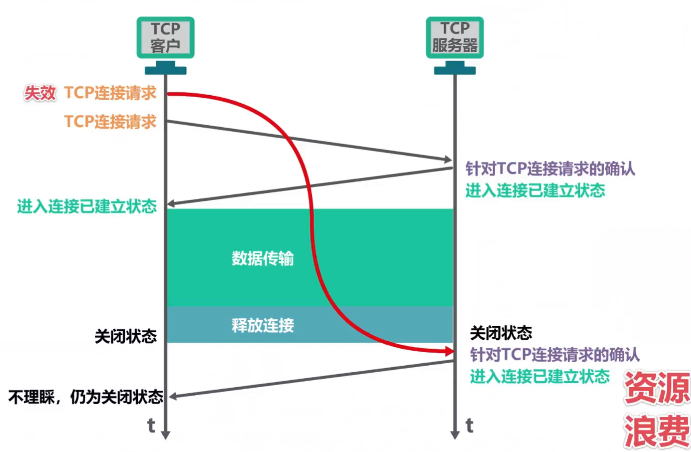 TCP
客户
TCP
服务器
失效 TCP连接请求
TCP连接请求
针对TCP连接请求的确认
进入连接已建立状态
进入连接已建立状态
数据传输
释放连接
关闭状态
关闭状态
针对TCP连接请求的确认
进入连接已建立状态
不理睬，仍为关闭状态
资源
浪费
t
t